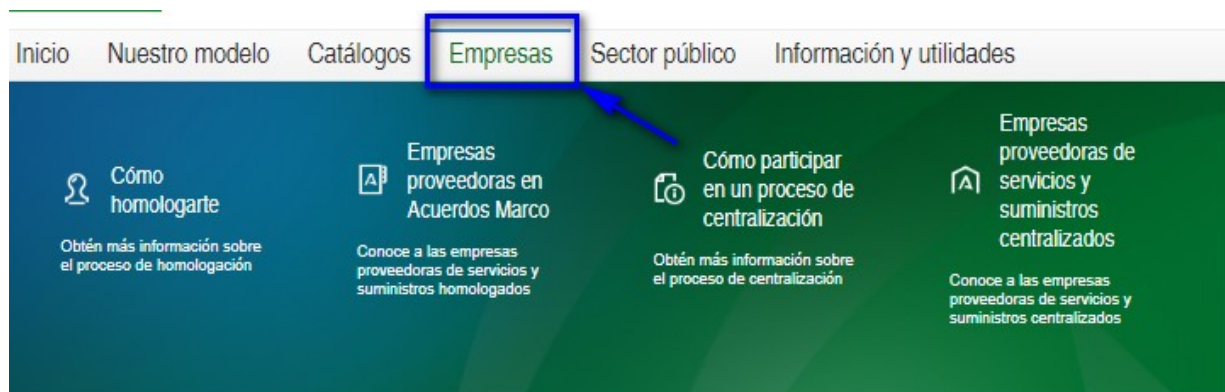 Inicio Nuestro modelo Catálogos Empresas Sector público Información y utilidades
Cómo
homologarte
Obtén más información sobre
el proceso de homologación
Empresas
proveedoras en
Acuerdos Marco
Conoce a las empresas
proveedoras de servicios y
suministros homologados
Cómo participar
en un proceso de
centralización
Obtén más información sobre
el proceso de centralización
Empresas
proveedoras de
servicios y
suministros
centralizados
Conoce a las empresas
proveedoras de servicios y
suministros centralizados